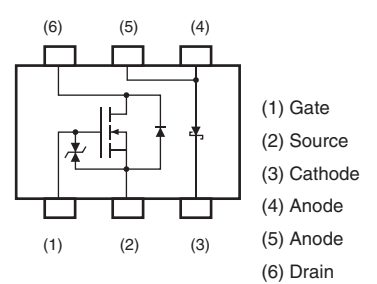 (6) (5) (4)
(1) Gate
(2) Source
(3) Cathode
(4) Anode
(5) Anode
(6) Drain
(1) (2) (3)